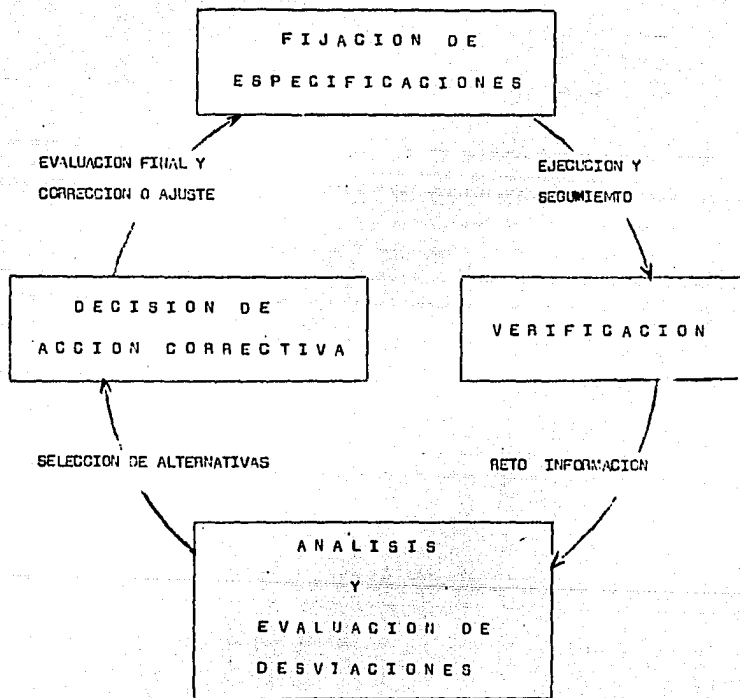 FIJACION DE
ESPECIFICACIONES
EVALUACION FINAL Y
CORRECCION O AJUSTE
EJECUCION Y
SEGUMIEMTO
DECISION DE
ACCION CORRECTIVA
VERIFICACION
SELECCION DE ALTERNATIVAS
RETO INFORMACION
ANALISIS
Y
EVALUACION DE
DESVIACIONES